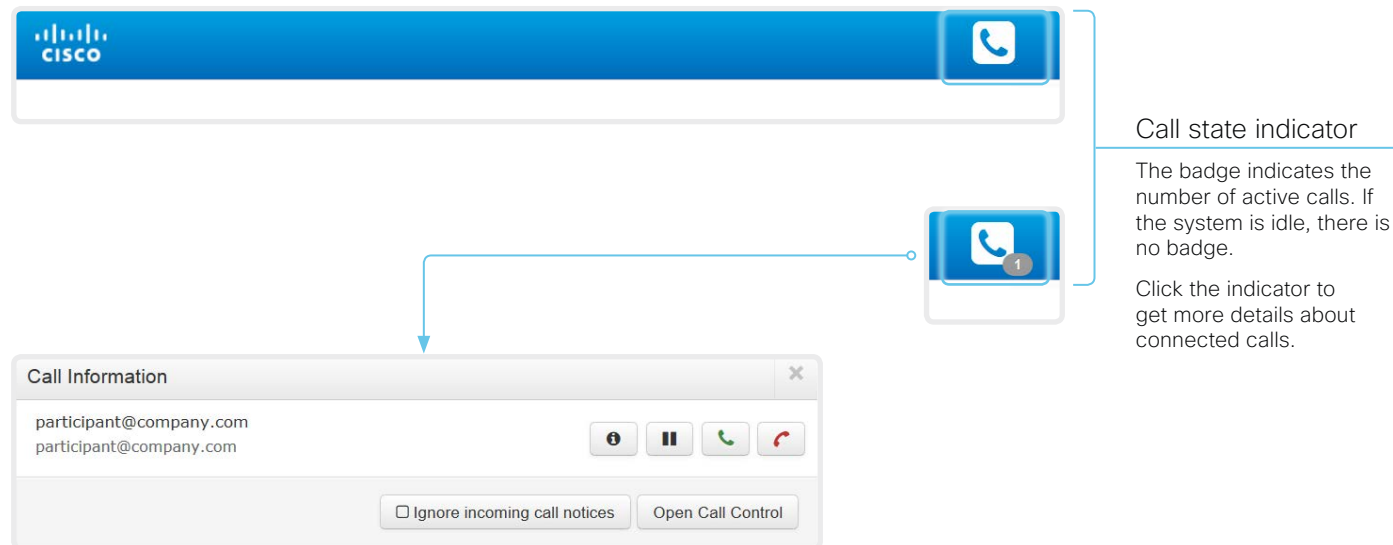 CISCO
Call state indicator
The badge indicates the
number of active calls. If
the system is idle, there is
no badge.
1
Click the indicator to
get more details about
connected calls.
Call Information
participant@company.com
participant@company.com
Ignore incoming call notices Open Call Control